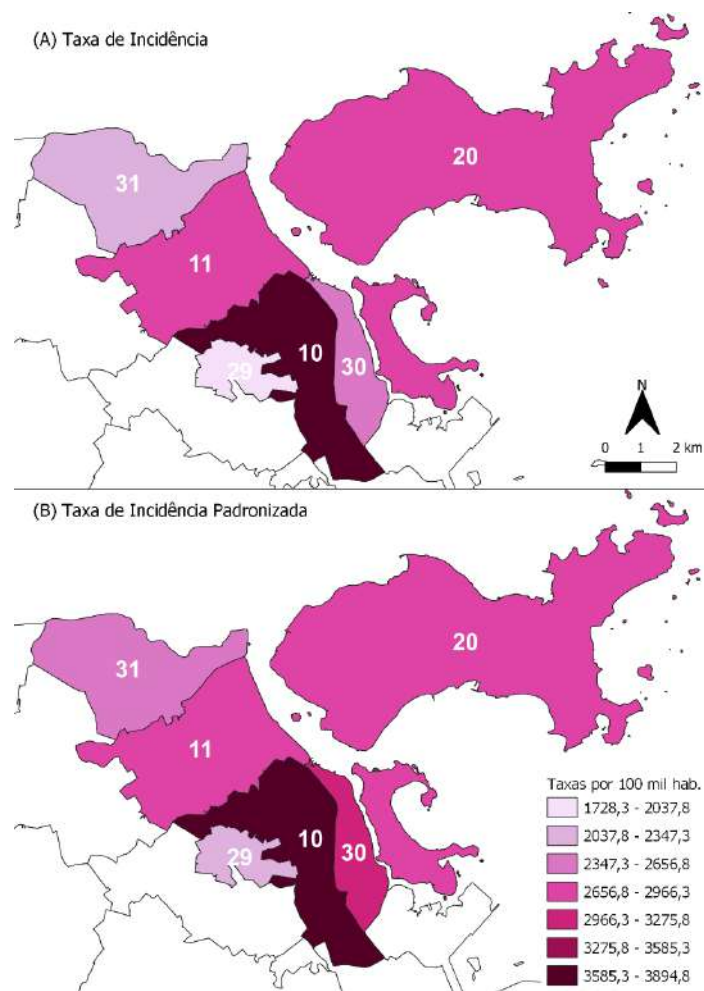 (A) Taxa de Incidência
20
31
11
10
30
29
N
0 1 2 km
(B) Taxa de Incidência Padronizada
20
31
11
10
30
29
Taxas por 100 mil hab.
1728,3 - 2037,8
2037,8 - 2347,3
2347,3 - 2656,8
2656,8 - 2966,3
2966,3 - 3275,8
3275,8 - 3585,3
3585,3 - 3894,8